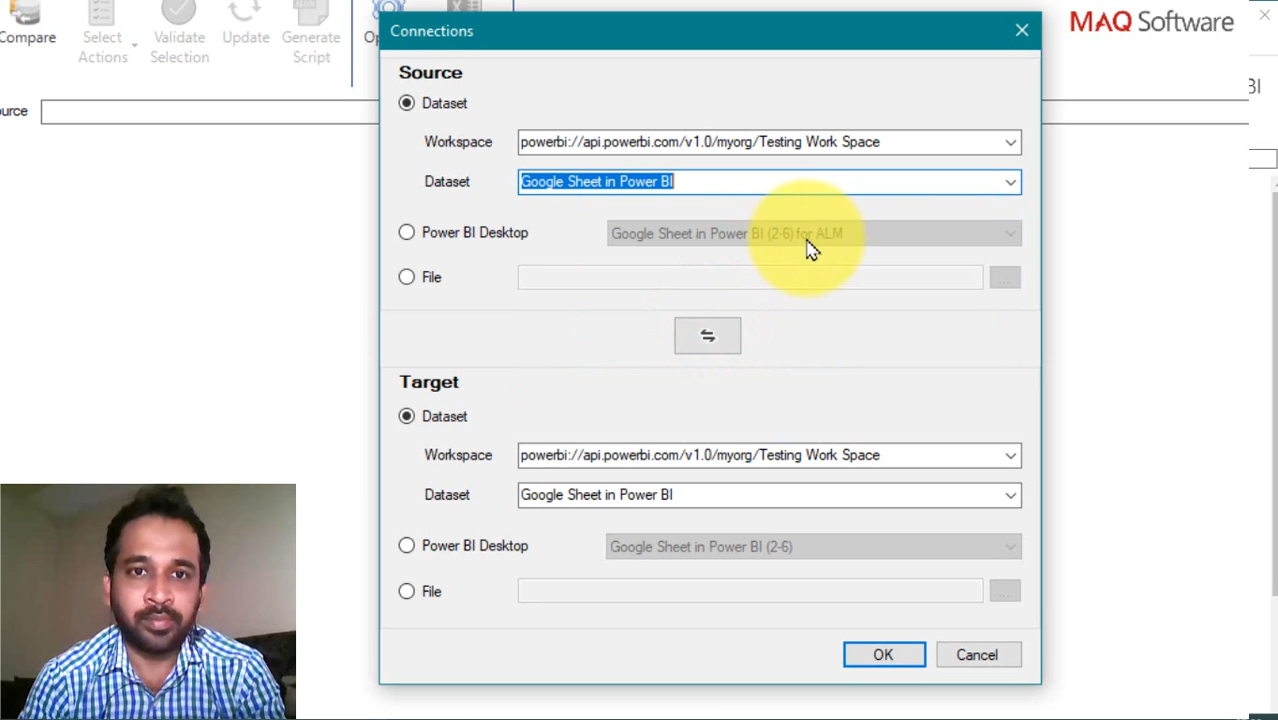 Compare
Select Actions
Validate Selection
Update
Generate Script
Connections
MAQ Software
BI
Source
Dataset
Workspace powerbi://api.powerbi.com/v1.0/myorg/Testing Work Space
Dataset Google Sheet in Power BI
Power BI Desktop Google Sheet in Power BI (2-6) for ALM
File
...
Target
Dataset
Workspace powerbi://api.powerbi.com/v1.0/myorg/Testing Work Space
Dataset Google Sheet in Power BI
Power BI Desktop Google Sheet in Power BI (2-6)
File
...
OK Cancel